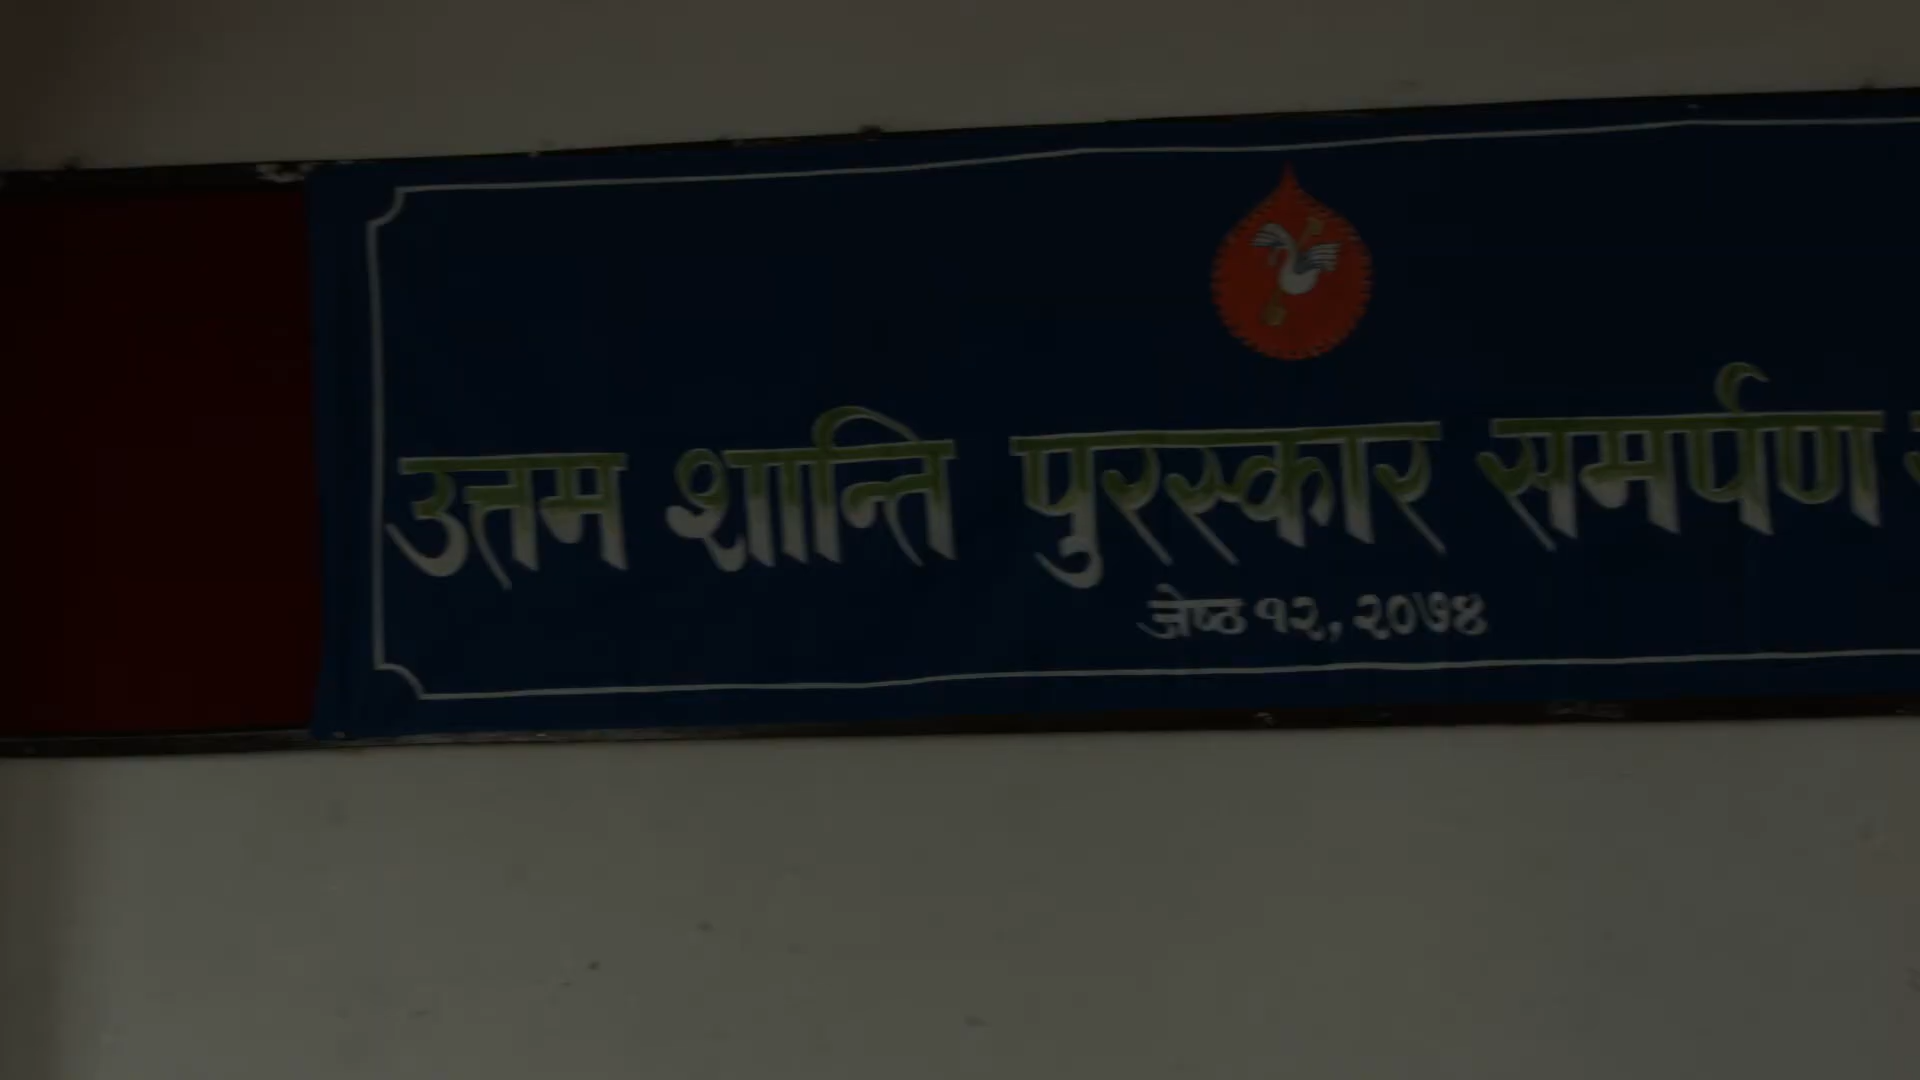 उत्तम शान्ति पुरस्कार समर्पण
जेष्ठ १२, २०७४